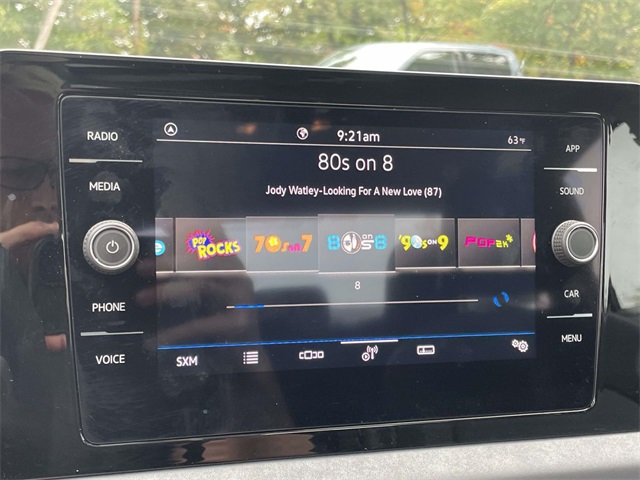 RADIO
MEDIA
PHONE
VOICE
9:21am
63°F
80s on 8
Jody Watley-Looking For A New Love (87)
POP ROCKS
70s on 7
80s on 8
'90s ON 9
POP2K
8
SXM
APP
SOUND
CAR
MENU